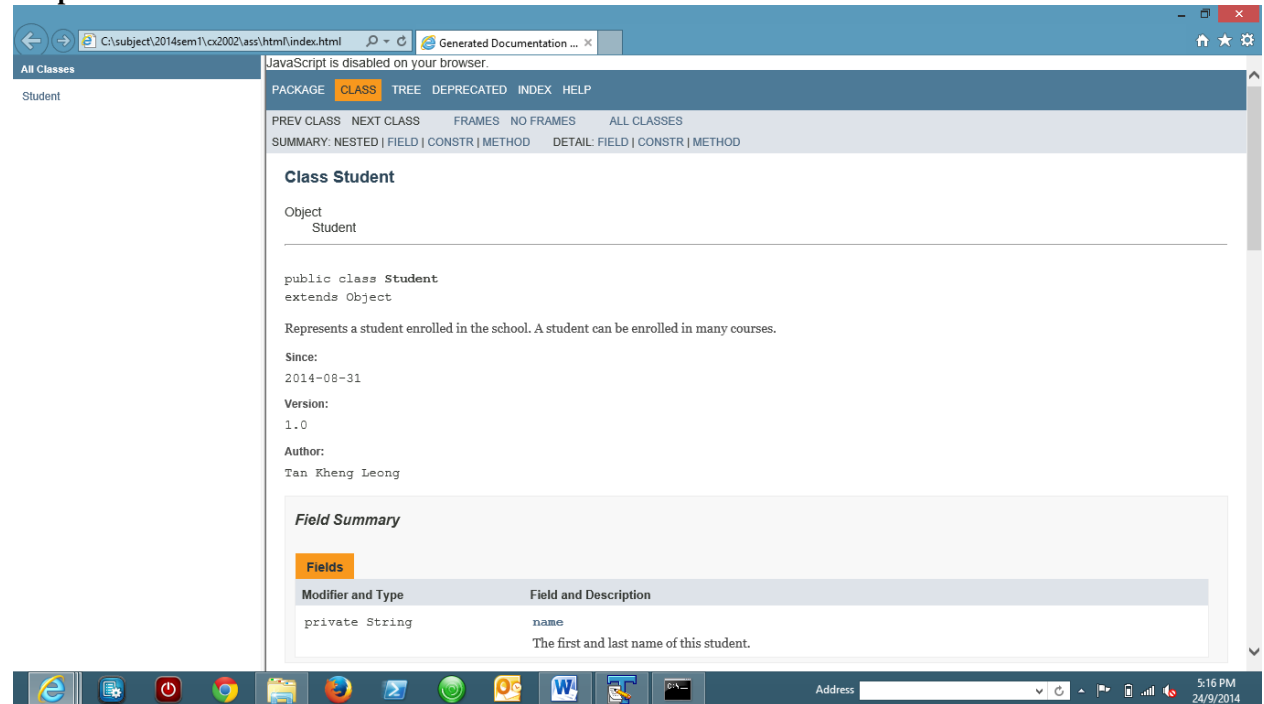 C:\subject\2014sem1\cx2002\ass\html\index.html
Generated Documentation ...
All Classes
Student
JavaScript is disabled on your browser.
PACKAGE CLASS TREE DEPRECATED INDEX HELP
PREV CLASS NEXT CLASS FRAMES NO FRAMES ALL CLASSES
SUMMARY: NESTED | FIELD | CONSTR | METHOD DETAIL: FIELD | CONSTR | METHOD
Class Student
Object
Student
public class Student
extends Object
Represents a student enrolled in the school. A student can be enrolled in many courses.
Since:
2014-08-31
Version:
1.0
Author:
Tan Kheng Leong
Field Summary
Fields
Modifier and Type Field and Description
private String name
The first and last name of this student.
Address
5:16 PM
24/9/2014